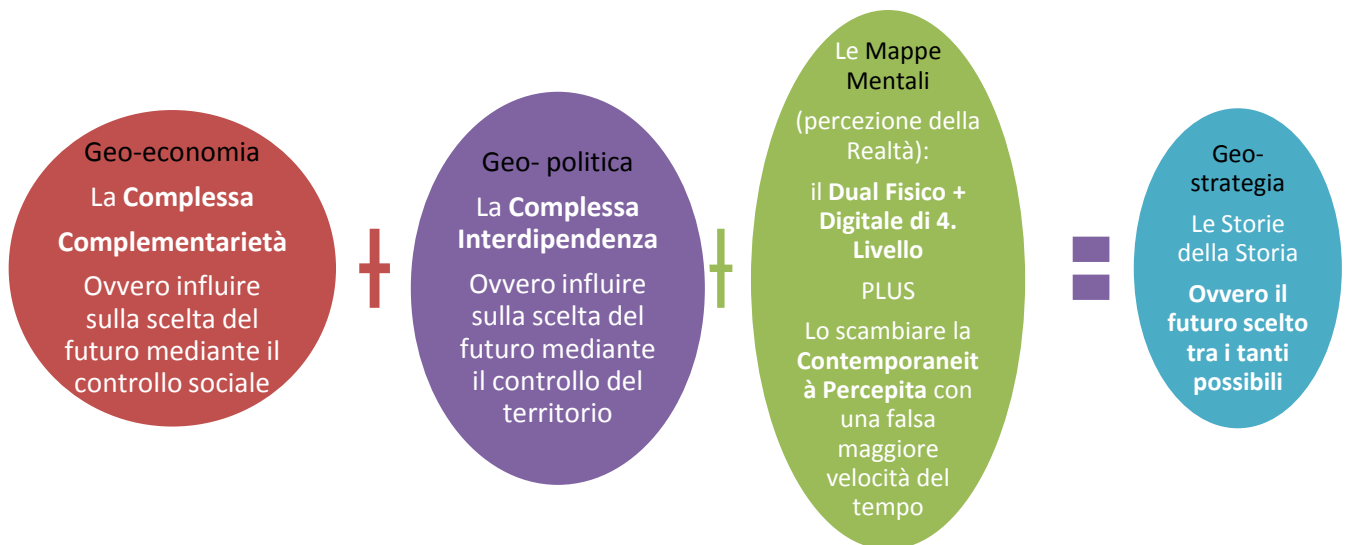 Geo-economia
La Complessa
Complementarietà
Ovvero influire
sulla scelta del
futuro mediante il
controllo sociale
+
Geo- politica
La Complessa
Interdipendenza
Ovvero influire
sulla scelta del
futuro mediante
il controllo del
territorio
+
Le Mappe
Mentali
(percezione della
Realtà):
il Dual Fisico +
Digitale di 4.
Livello
PLUS
Lo scambiare la
Contemporaneit
à Percepita con
una falsa
maggiore
velocità del
tempo
=
Geo-
strategia
Le Storie
della Storia
Ovvero il
futuro scelto
tra i tanti
possibili